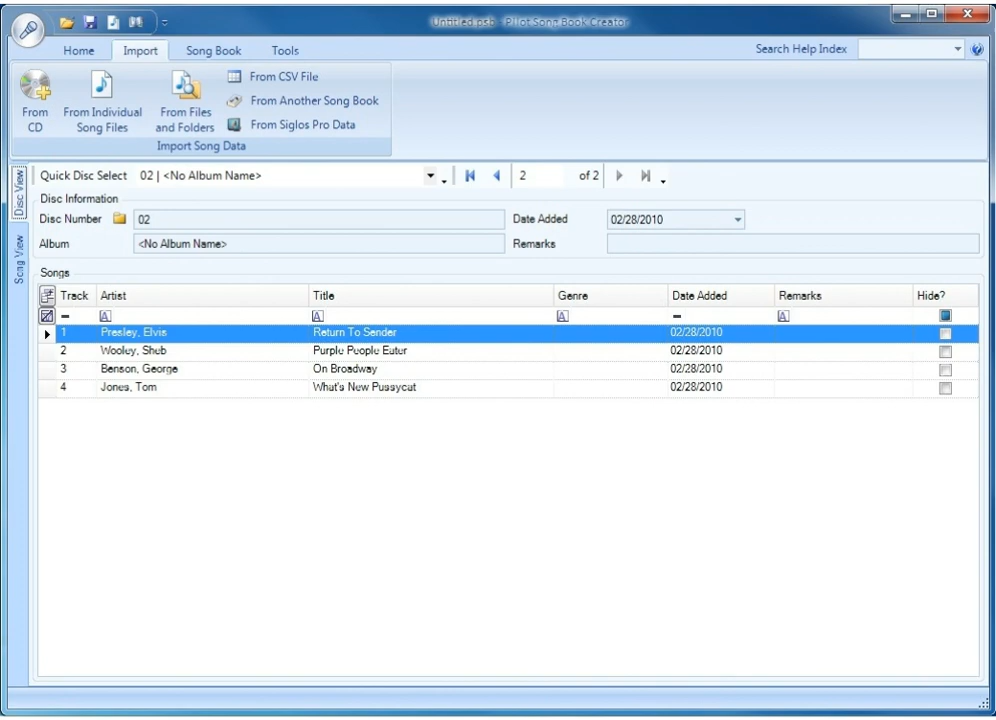 Untitled.psb - Pilot Song Book Creator
Home Import Song Book Tools Search Help Index
From CD
From Individual Song Files
From Files and Folders
From CSV File
From Another Song Book
From Siglos Pro Data
Import Song Data
Disc View
Song View
Quick Disc Select 02 | <No Album Name> 2 of 2
Disc Information
Disc Number 02 Date Added 02/28/2010
Album <No Album Name> Remarks
Songs
Track Artist Title Genre Date Added Remarks Hide?
1 Presley, Elvis Return To Sender 02/28/2010
2 Wooley, Sheb Purple People Eater 02/28/2010
3 Benson, George On Broadway 02/28/2010
4 Jones, Tom What's New Pussycat 02/28/2010